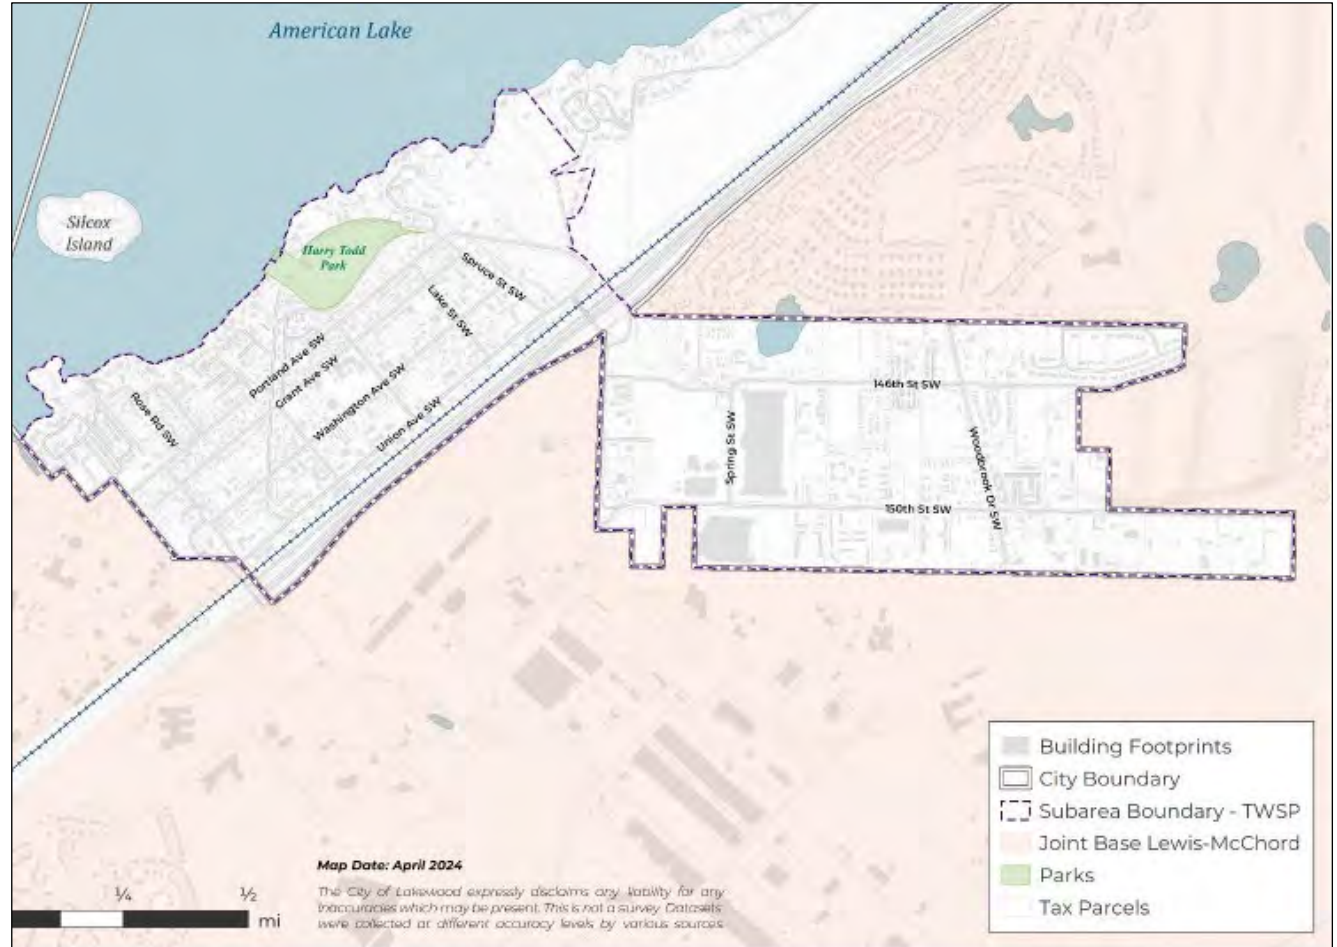 American Lake
Silcox
Island
Harry Todd
Park
Spruce St SW
Lake St SW
Portland Ave SW
Grant Ave SW
Washington Ave SW
Union Ave SW
Rose Rd SW
146th St SW
Spring St SW
Woodbrook Dr SW
150th St SW
Building Footprints
City Boundary
Subarea Boundary - TWSP
Joint Base Lewis-McChord
Parks
Tax Parcels
Map Date: April 2024
The City of Lakewood expressly disclaims any liability for any
inaccuracies which may be present. This is not a survey. Datasets
were collected at different accuracy levels by various sources.
¼ ½
mi